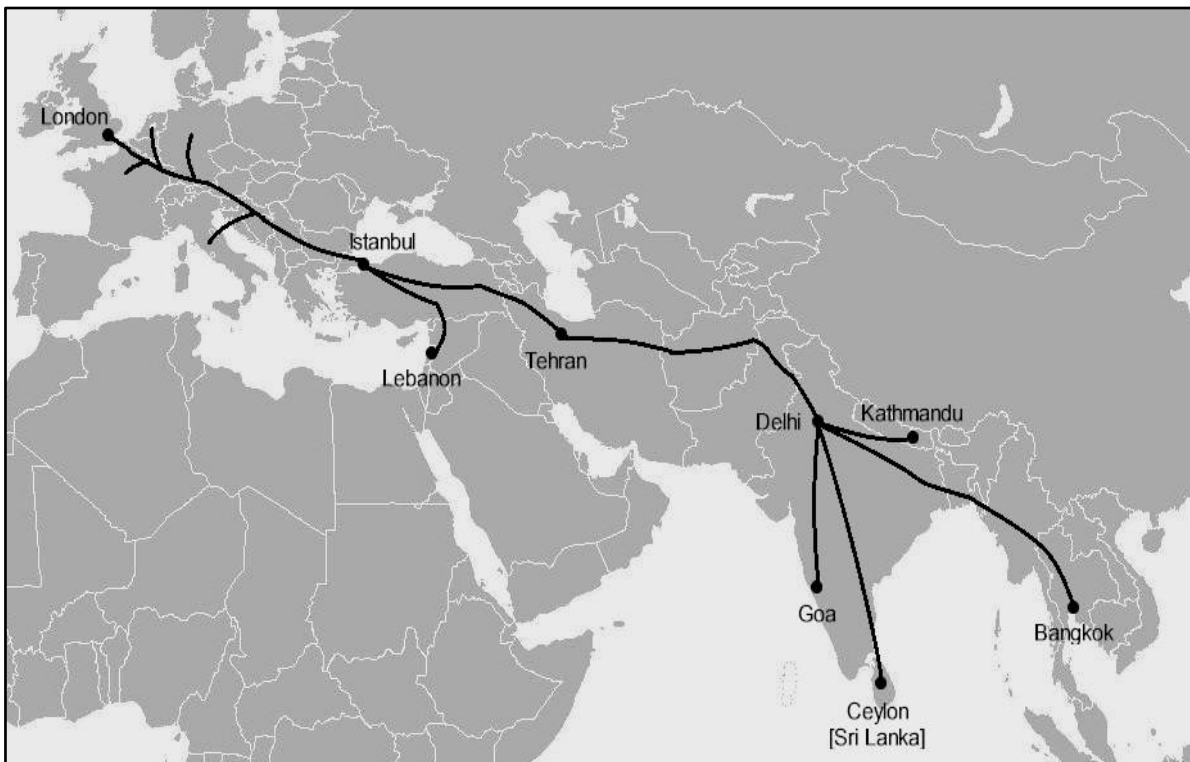 London
Istanbul
Tehran
Lebanon
Kathmandu
Delhi
Goa
Bangkok
Ceylon
[Sri Lanka]